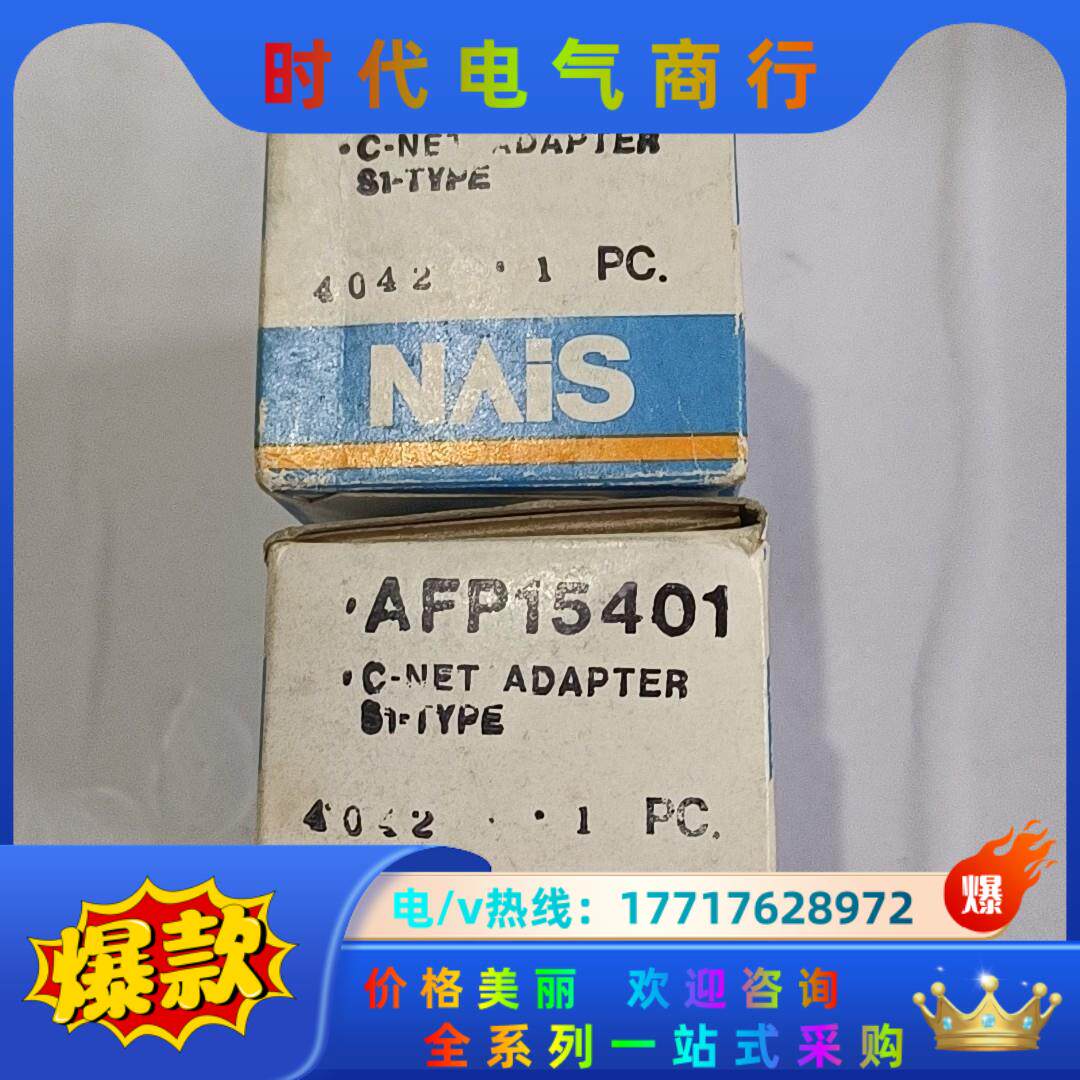 时代电气商行
·C-NET ADAPTER
S1-TYPE
4042 · 1 PC.
NAiS
·AFP15401
·C-NET ADAPTER
S1-TYPE
4042 · · 1 PC.
电/v热线：17717628972
爆
爆款
价格美丽 欢迎咨询
全系列一站式采购